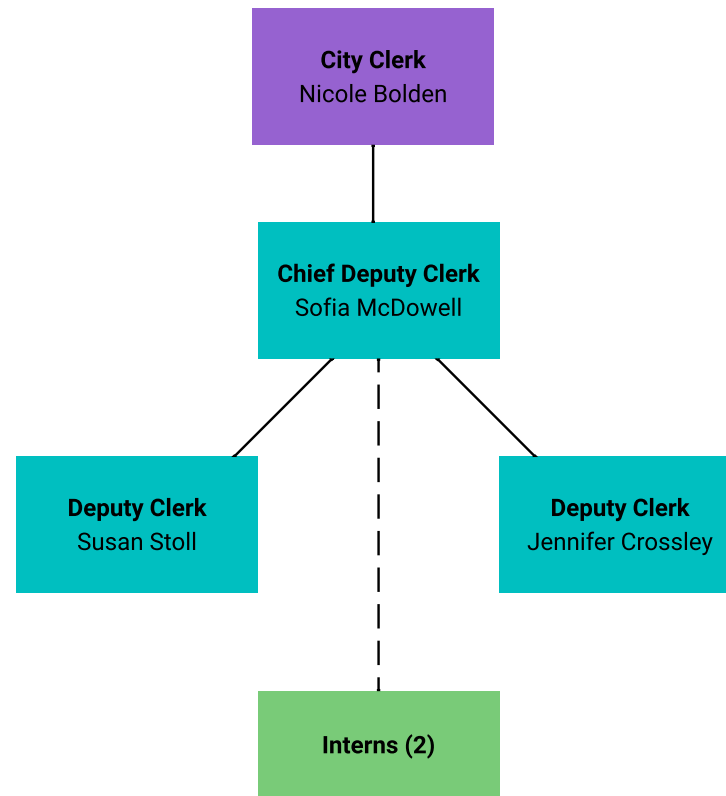 City Clerk
Nicole Bolden
Chief Deputy Clerk
Sofia McDowell
Deputy Clerk
Susan Stoll
Deputy Clerk
Jennifer Crossley
Interns (2)